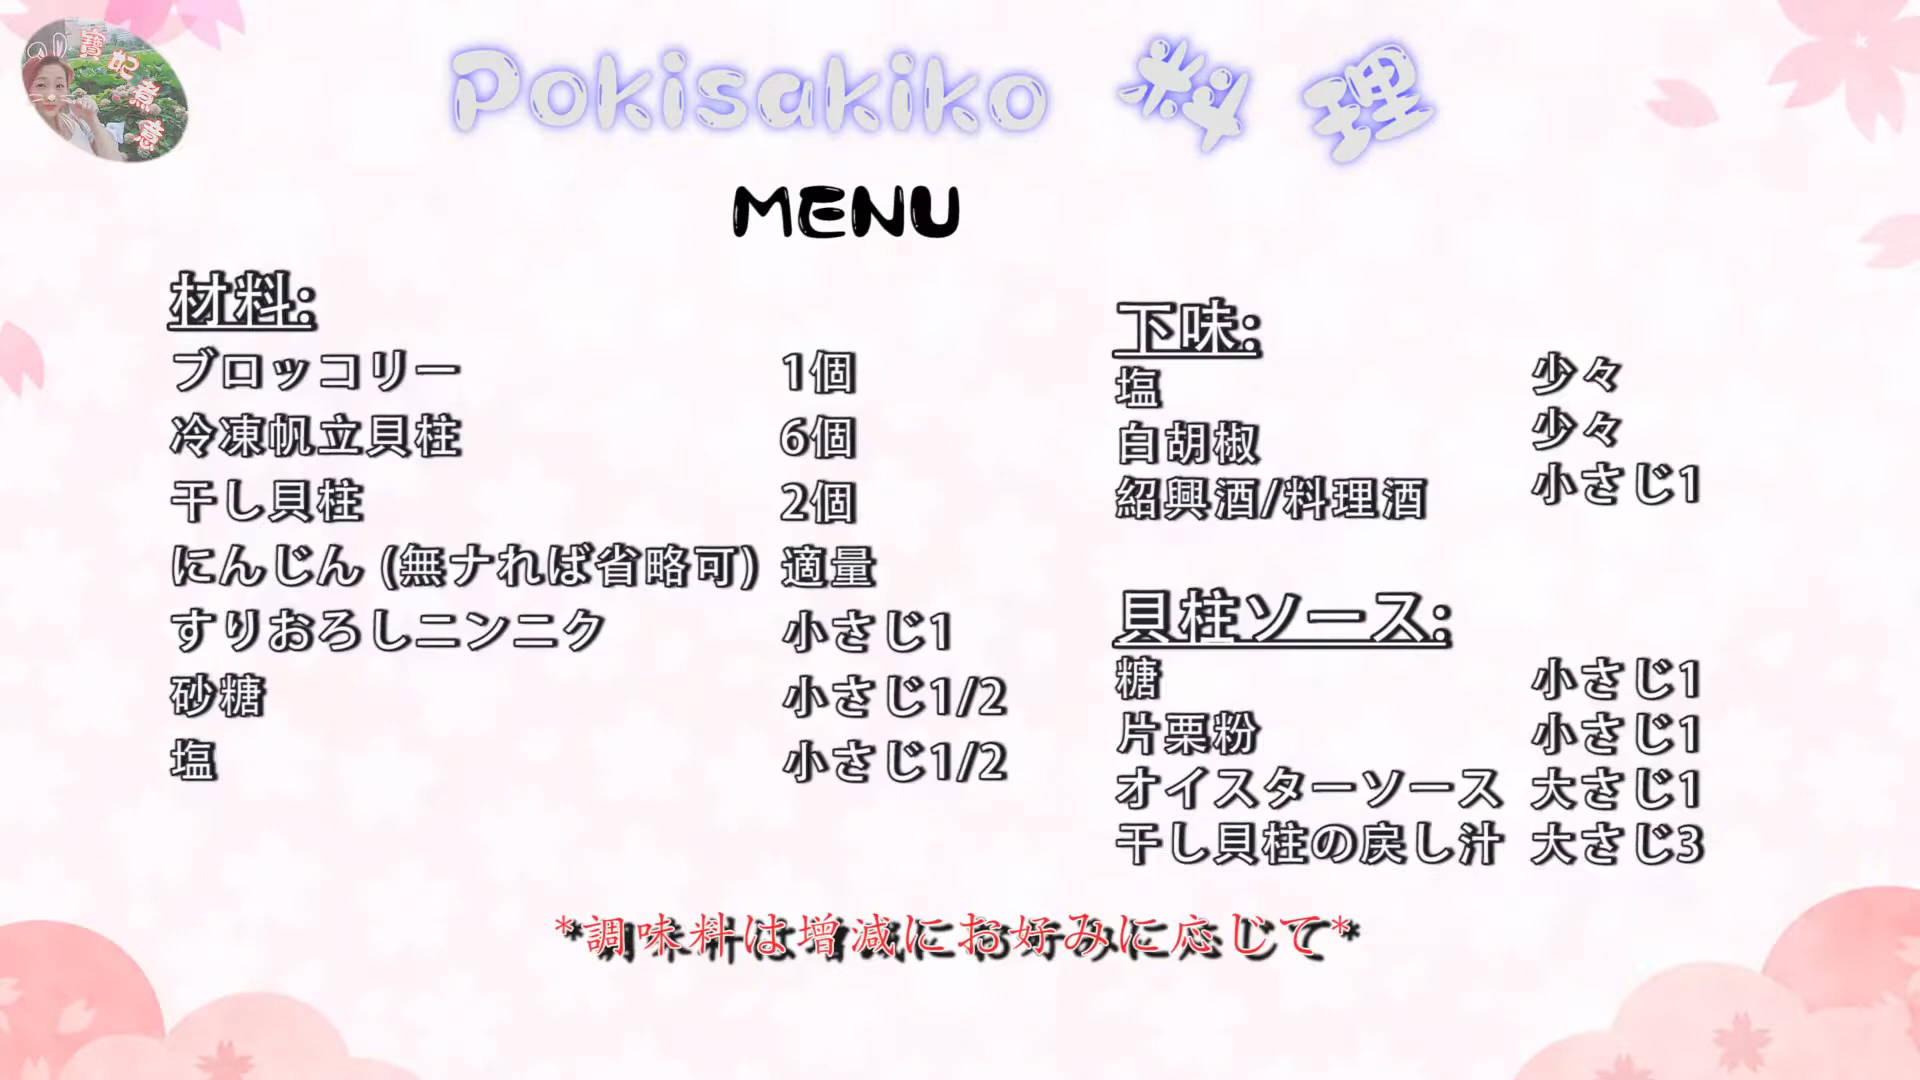 寶妃煮意
Pokisakiko 料理
MENU
材料:
ブロッコリー 1個
冷凍帆立貝柱 6個
干し貝柱 2個
にんじん (無ナれば省略可) 適量
すりおろしニンニク 小さじ1
砂糖 小さじ1/2
塩 小さじ1/2
下味:
塩 少々
白胡椒 少々
紹興酒/料理酒 小さじ1
貝柱ソース:
糖 小さじ1
片栗粉 小さじ1
オイスターソース 大さじ1
干し貝柱の戻し汁 大さじ3
*調味料は増減にお好みに応じて*